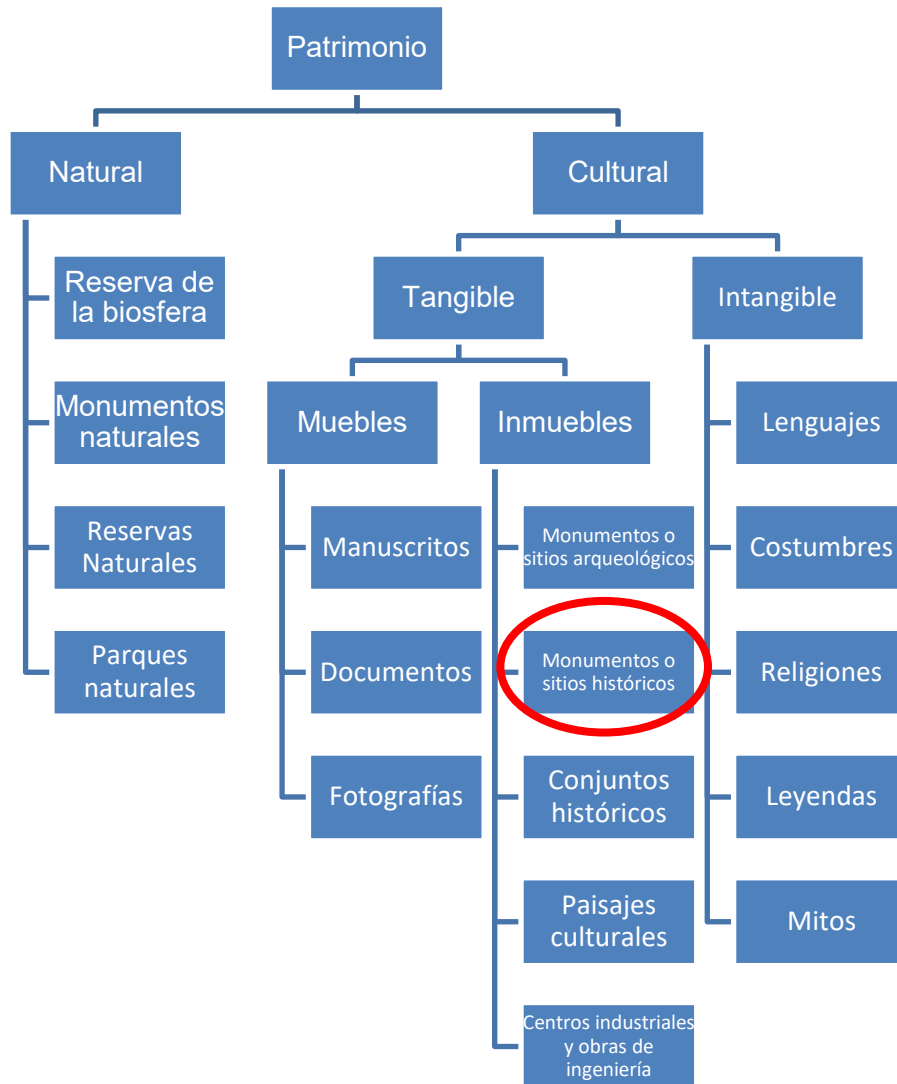 Patrimonio
Natural
Cultural
Reserva de
la biosfera
Monumentos
naturales
Reservas
Naturales
Parques
naturales
Tangible
Intangible
Muebles
Inmuebles
Manuscritos
Documentos
Fotografías
Monumentos o
sitios arqueológicos
Monumentos o
sitios históricos
Conjuntos
históricos
Paisajes
culturales
Centros industriales
y obras de
ingeniería
Lenguajes
Costumbres
Religiones
Leyendas
Mitos